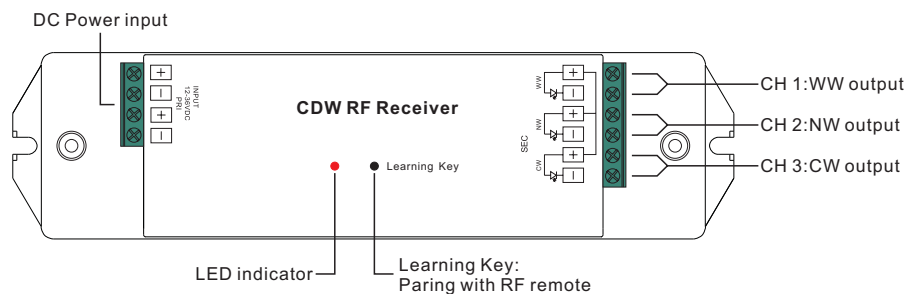 DC Power input
+
−
+
−
INPUT
12-36VDC
PRI
CDW RF Receiver
Learning Key
SEC
WW
+
−
NW
+
−
CW
+
−
CH 1:WW output
CH 2:NW output
CH 3:CW output
LED indicator
Learning Key:
Paring with RF remote